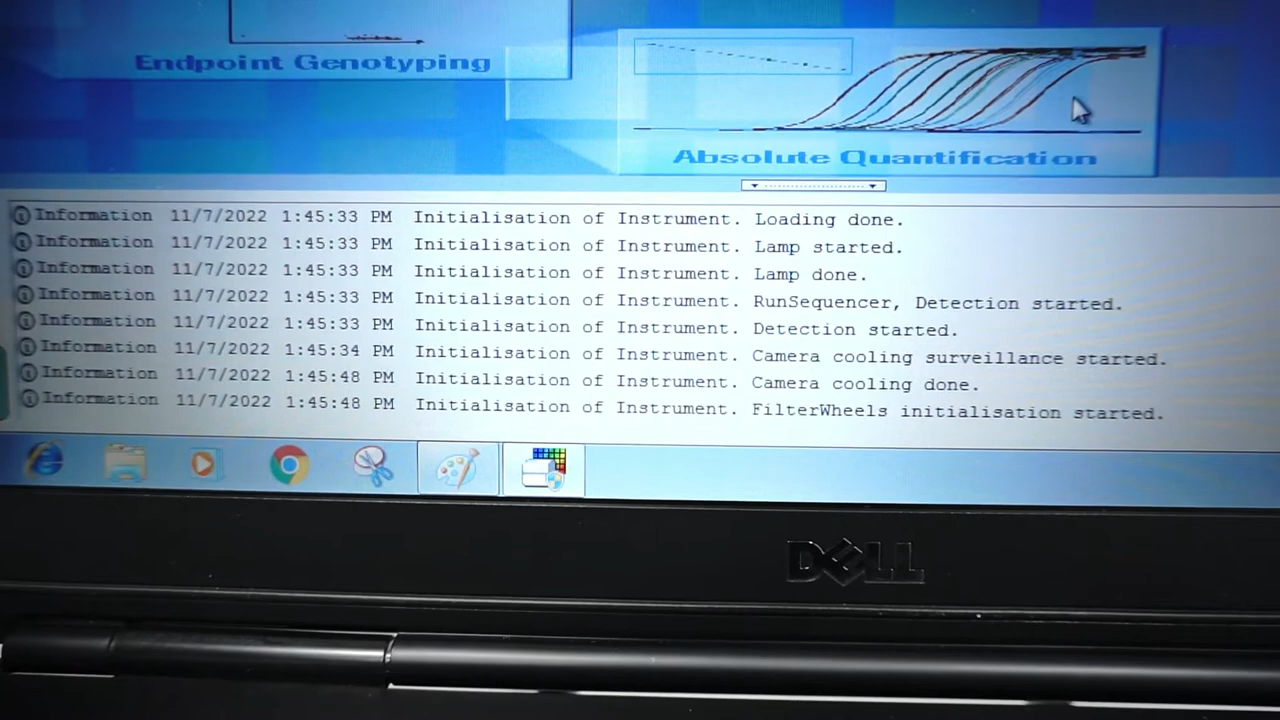 Endpoint Genotyping
Absolute Quantification
Information 11/7/2022 1:45:33 PM Initialisation of Instrument. Loading done.
Information 11/7/2022 1:45:33 PM Initialisation of Instrument. Lamp started.
Information 11/7/2022 1:45:33 PM Initialisation of Instrument. Lamp done.
Information 11/7/2022 1:45:33 PM Initialisation of Instrument. RunSequencer, Detection started.
Information 11/7/2022 1:45:33 PM Initialisation of Instrument. Detection started.
Information 11/7/2022 1:45:34 PM Initialisation of Instrument. Camera cooling surveillance started.
Information 11/7/2022 1:45:48 PM Initialisation of Instrument. Camera cooling done.
Information 11/7/2022 1:45:48 PM Initialisation of Instrument. FilterWheels initialisation started.
DELL